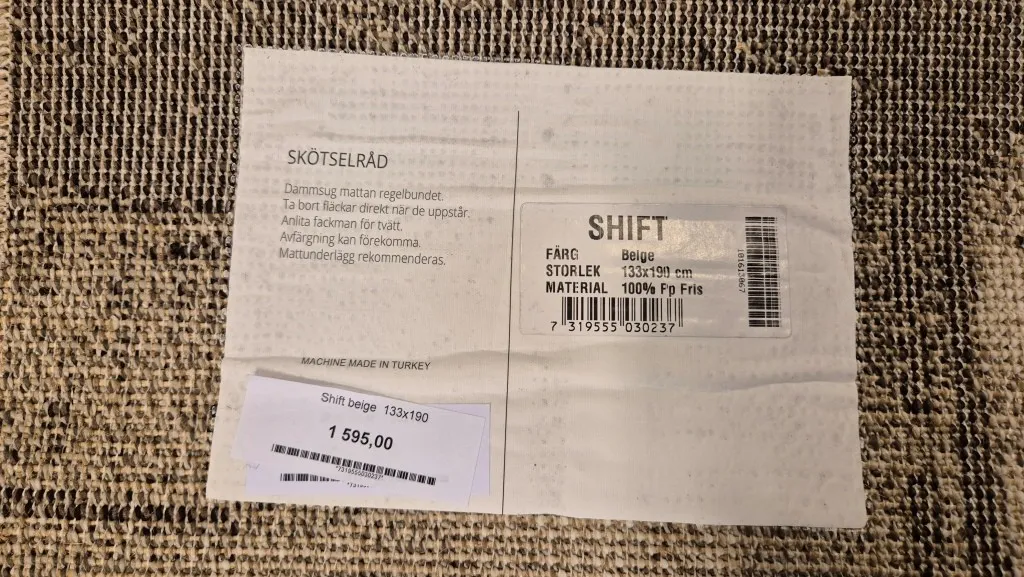 SKÖTSELRÅD
Dammsug mattan regelbundet.
Ta bort fläckar direkt när de uppstår.
Anlita fackman för tvätt.
Avfärgning kan förekomma.
Mattunderlägg rekommenderas.
MACHINE MADE IN TURKEY
Shift beige 133x190
1 595,00
*7319555030237*
SHIFT
FÄRG Beige
STORLEK 133x190 cm
MATERIAL 100% Pp Fris
7 319555 030237